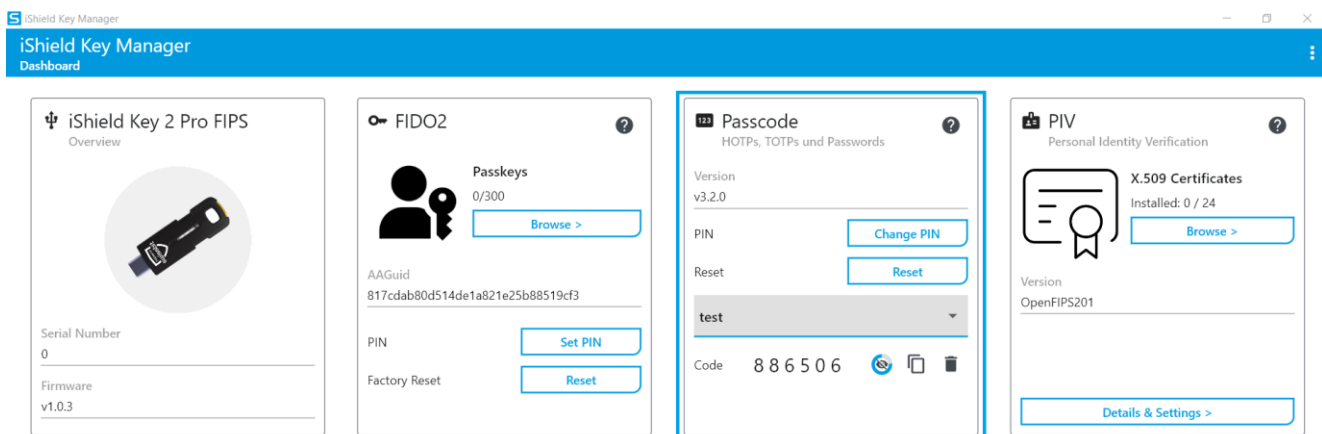 iShield Key Manager
iShield Key Manager
Dashboard
iShield Key 2 Pro FIPS
Overview
Serial Number
0
Firmware
v1.0.3
FIDO2
Passkeys
0/300
Browse >
AAGuid
817cdab80d514de1a821e25b88519cf3
PIN
Set PIN
Factory Reset
Reset
123
Passcode
HOTPs, TOTPs und Passwords
Version
v3.2.0
PIN
Change PIN
Reset
Reset
test
Code
886506
PIV
Personal Identity Verification
X.509 Certificates
Installed: 0 / 24
Browse >
Version
OpenFIPS201
Details & Settings >